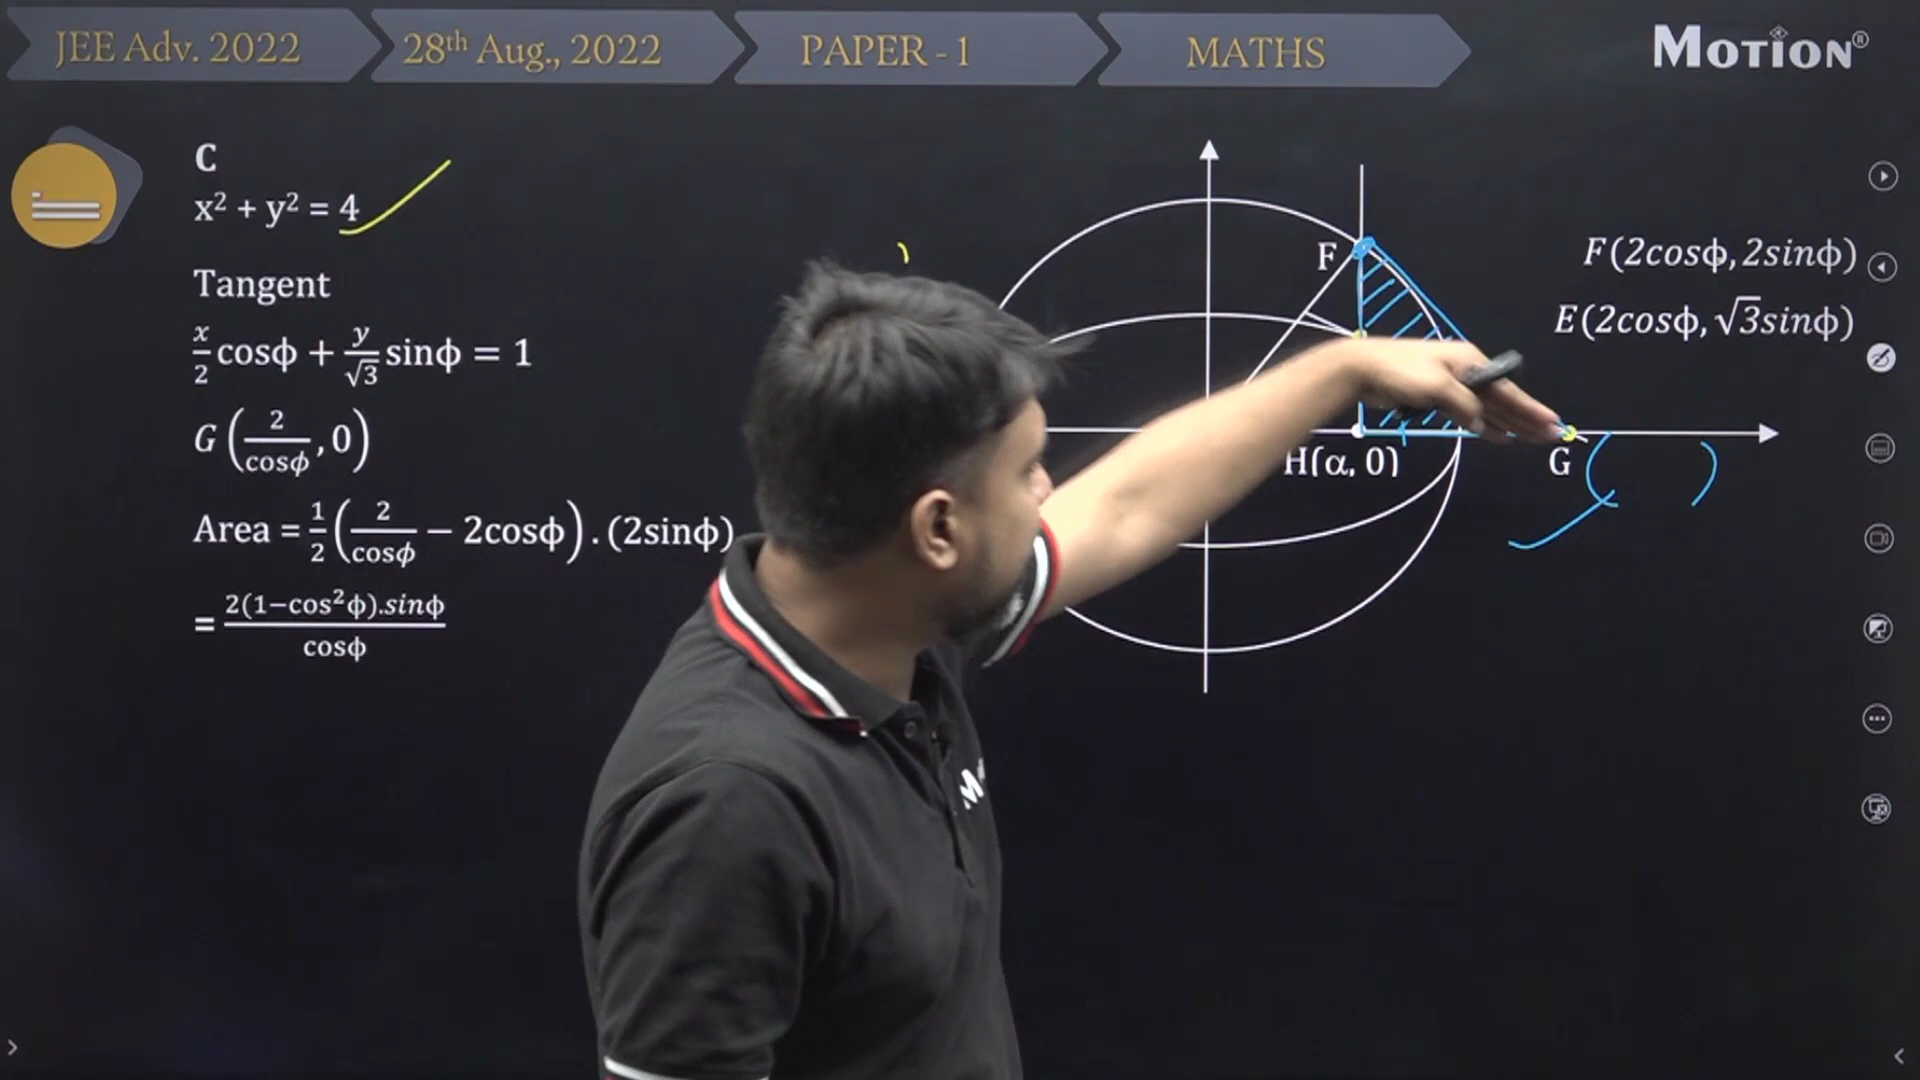 JEE Adv. 2022
28th Aug., 2022
PAPER - 1
MATHS
MOTION®
C
x² + y² = 4
Tangent
x/2 cosϕ + y/√3 sinϕ = 1
G (2/cosϕ, 0)
Area = 1/2 (2/cosϕ − 2cosϕ) . (2sinϕ)
= 2(1−cos²ϕ).sinϕ/cosϕ
F
F(2cosϕ, 2sinϕ)
E(2cosϕ, √3sinϕ)
H(α, 0)
G